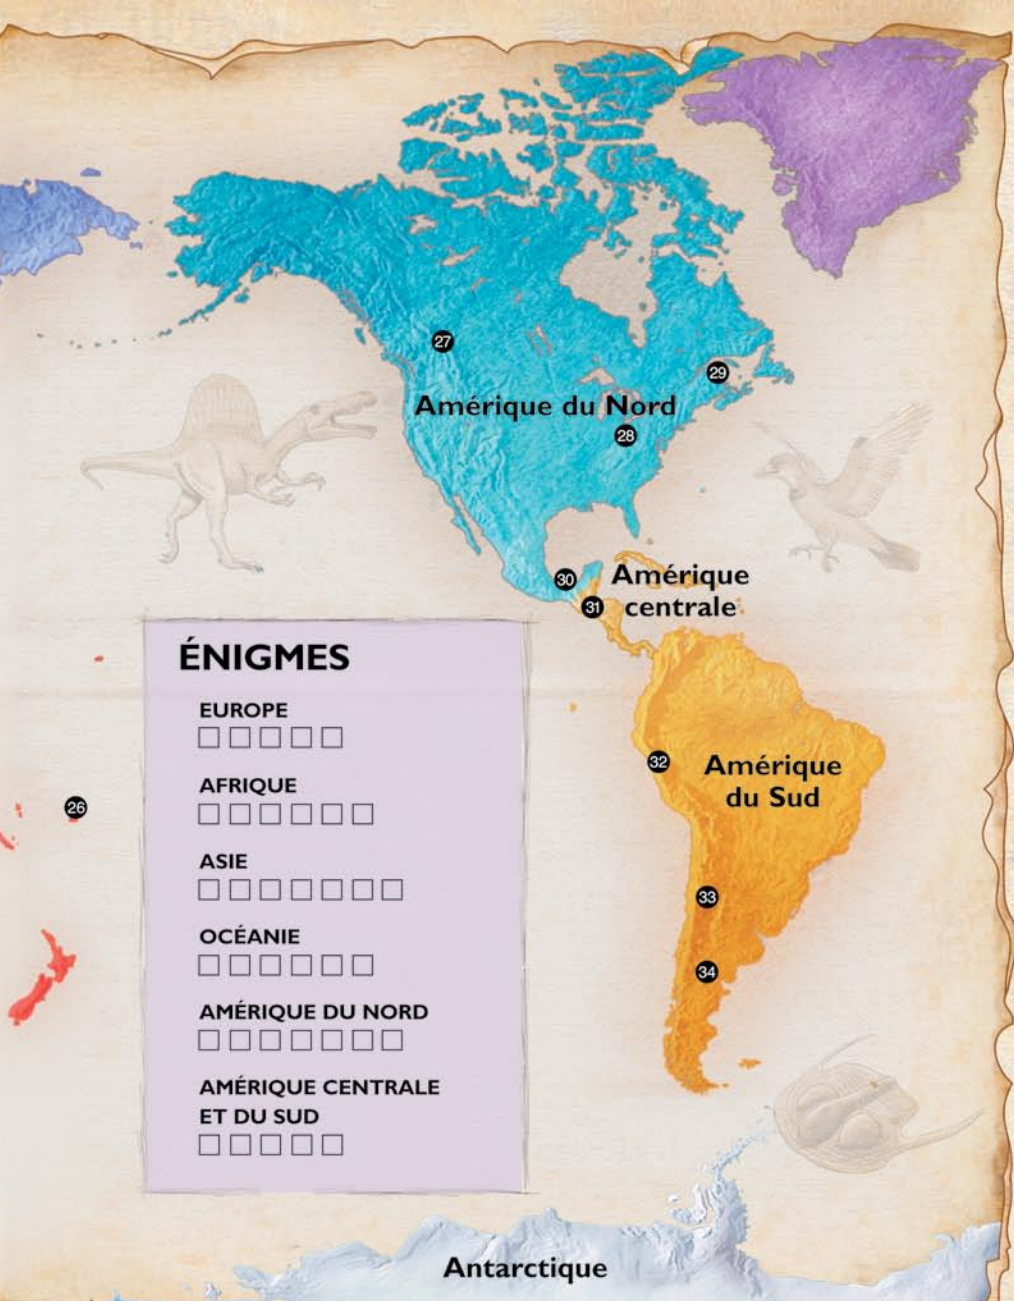 27
29
Amérique du Nord
28
30
Amérique
centrale
31
ÉNIGMES
EUROPE
□ □ □ □ □
AFRIQUE
□ □ □ □ □ □
ASIE
□ □ □ □ □ □ □
OCÉANIE
□ □ □ □ □ □
AMÉRIQUE DU NORD
□ □ □ □ □ □ □
AMÉRIQUE CENTRALE
ET DU SUD
□ □ □ □ □
26
32
Amérique
du Sud
33
34
Antarctique